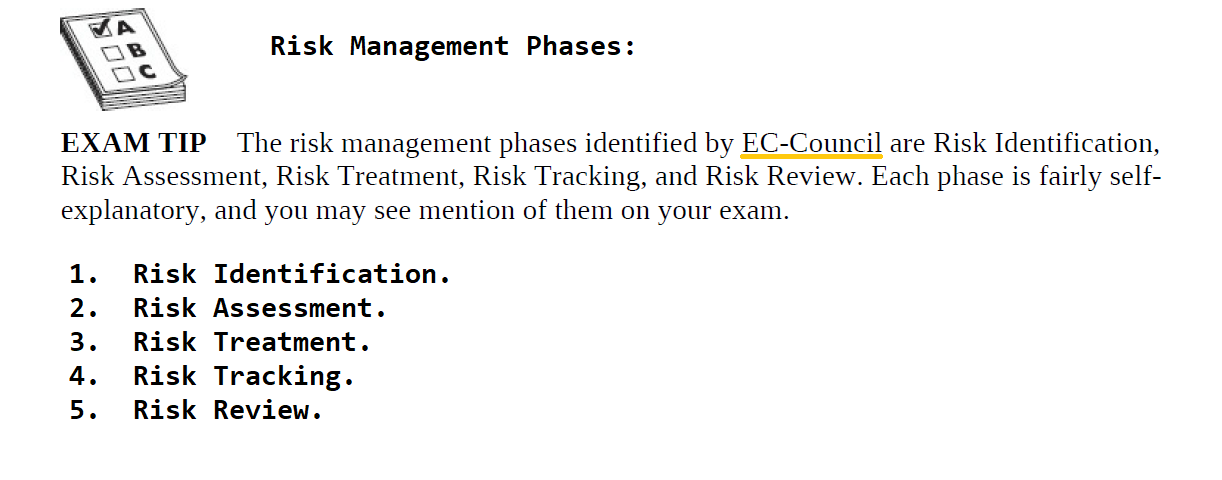 A
B
C
Risk Management Phases:
EXAM TIP The risk management phases identified by EC-Council are Risk Identification,
Risk Assessment, Risk Treatment, Risk Tracking, and Risk Review. Each phase is fairly self-
explanatory, and you may see mention of them on your exam.
1. Risk Identification.
2. Risk Assessment.
3. Risk Treatment.
4. Risk Tracking.
5. Risk Review.